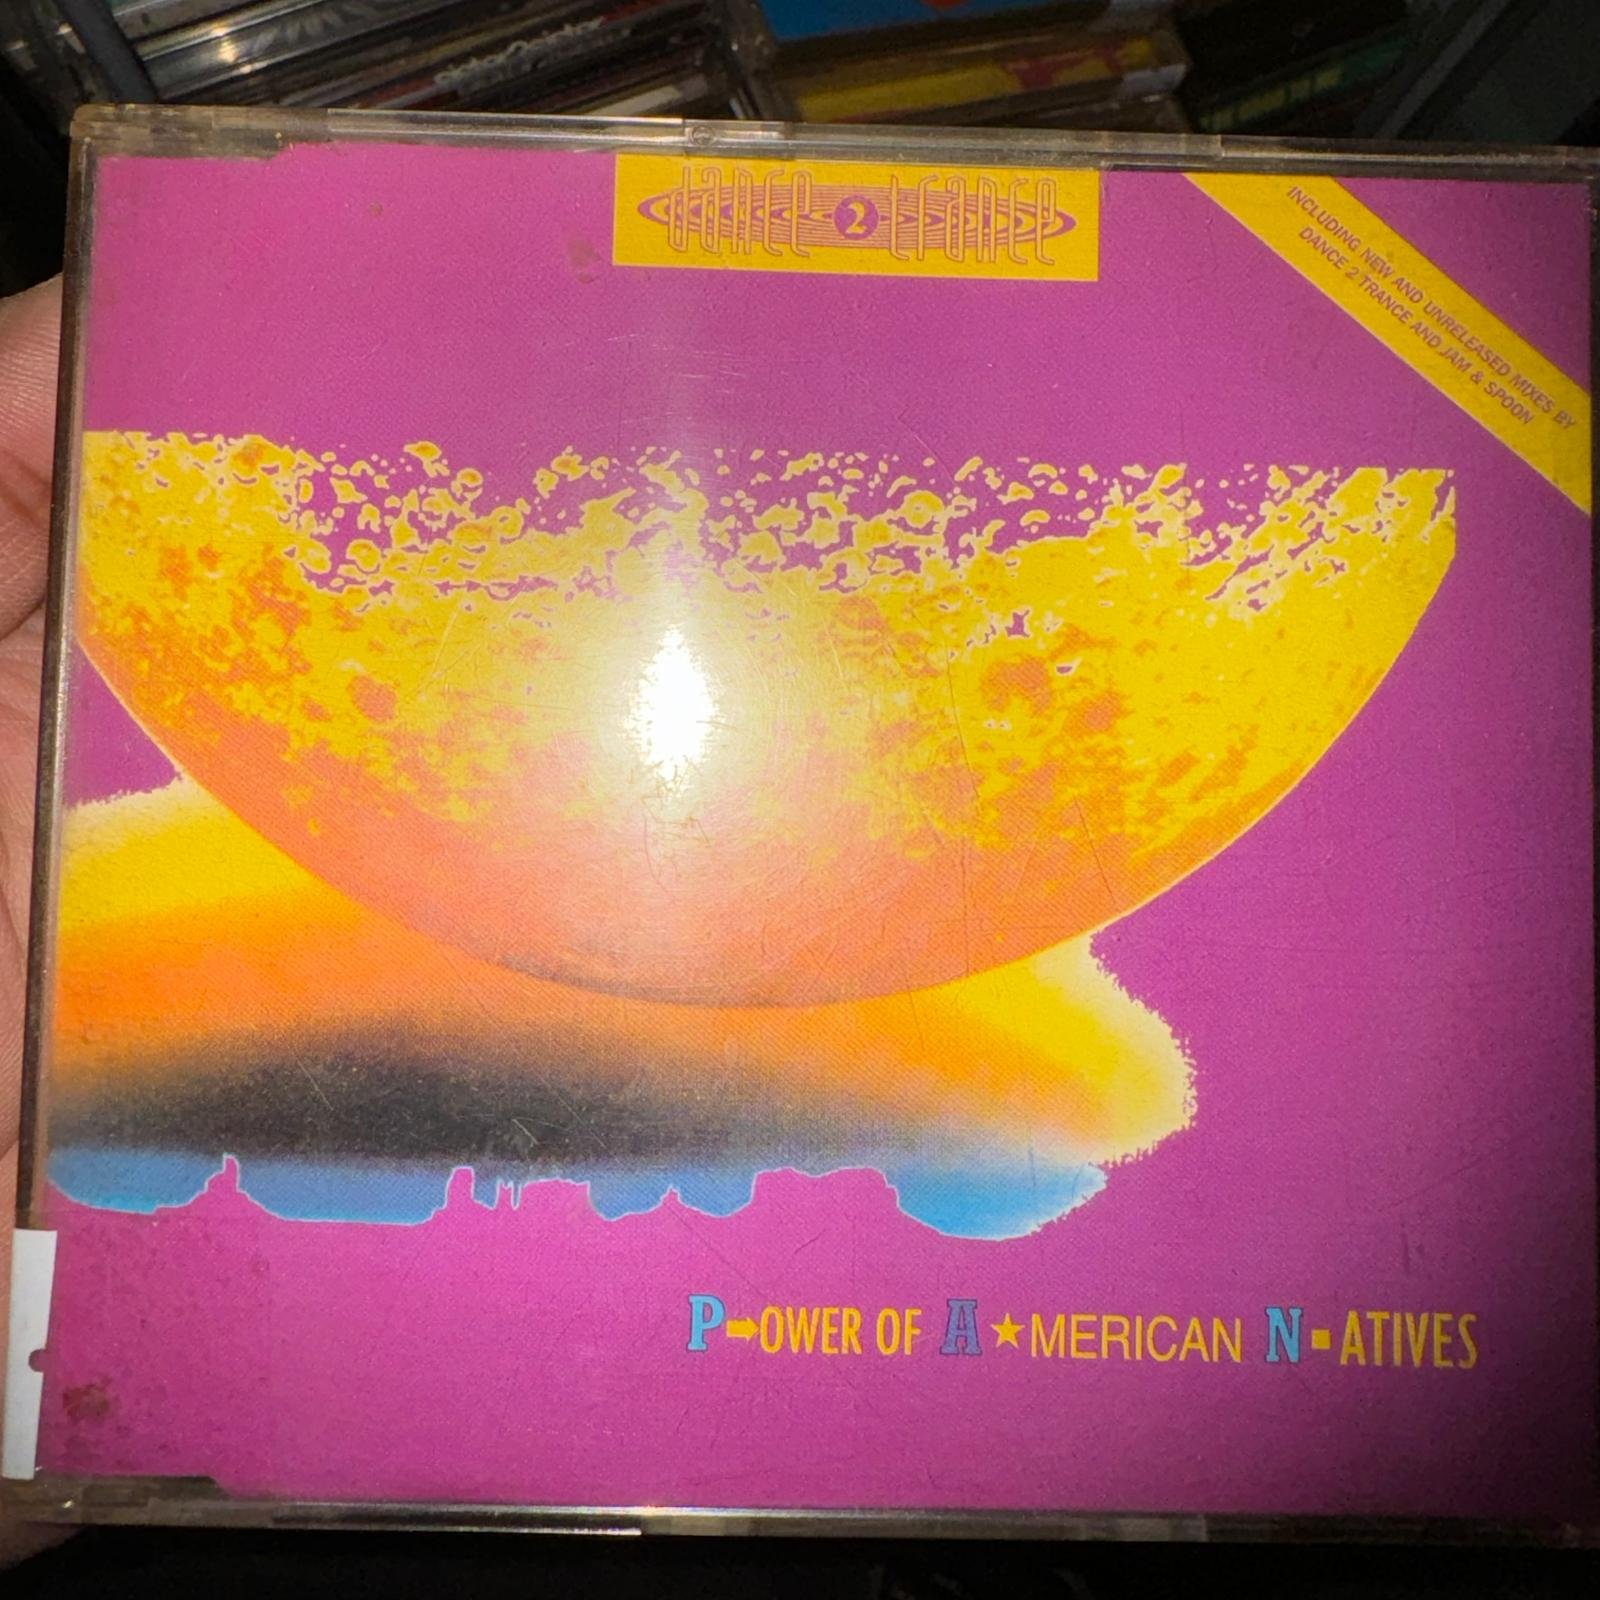 dance 2 trance
INCLUDING NEW AND UNRELEASED MIXES BY
DANCE 2 TRANCE AND JAM & SPOON
P➡OWER OF A★MERICAN N▪ATIVES